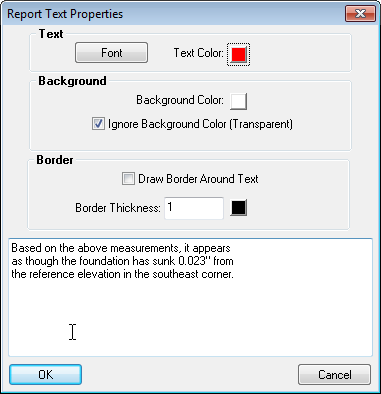 Report Text Properties
Text
Font
Text Color:
Background
Background Color:
Ignore Background Color (Transparent)
Border
Draw Border Around Text
Border Thickness: 1
Based on the above measurements, it appears
as though the foundation has sunk 0.023" from
the reference elevation in the southeast corner.
OK
Cancel